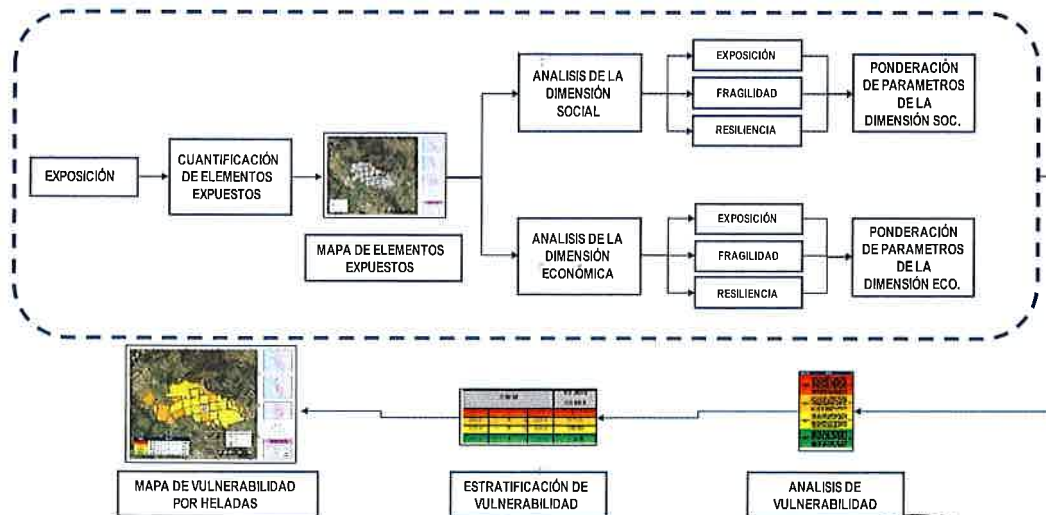 EXPOSICIÓN
CUANTIFICACIÓN
DE ELEMENTOS
EXPUESTOS
MAPA DE ELEMENTOS
EXPUESTOS
ANALISIS DE LA
DIMENSIÓN
SOCIAL
EXPOSICIÓN
FRAGILIDAD
RESILIENCIA
PONDERACIÓN
DE PARAMETROS
DE LA
DIMENSIÓN SOC.
ANALISIS DE LA
DIMENSIÓN
ECONÓMICA
EXPOSICIÓN
FRAGILIDAD
RESILIENCIA
PONDERACIÓN
DE PARAMETROS
DE LA
DIMENSIÓN ECO.
MAPA DE VULNERABILIDAD
POR HELADAS
ESTRATIFICACIÓN DE
VULNERABILIDAD
ANALISIS DE
VULNERABILIDAD